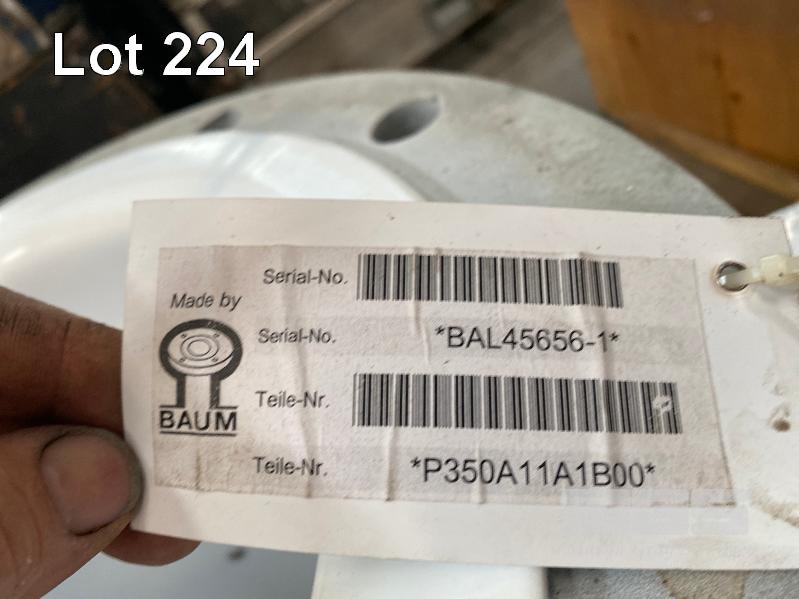 Lot 224
Made by
BAUM
Serial-No.
Serial-No. *BAL45656-1*
Teile-Nr.
Teile-Nr. *P350A11A1B00*